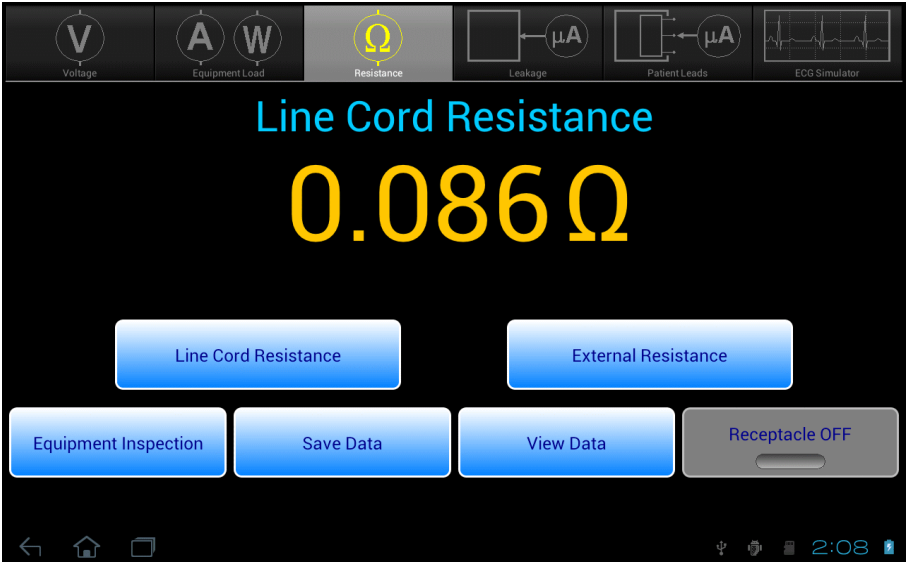 V
A W
Ω
µA
µA
Voltage
Equipment Load
Resistance
Leakage
Patient Leads
ECG Simulator
Line Cord Resistance
0.086 Ω
Line Cord Resistance
External Resistance
Equipment Inspection
Save Data
View Data
Receptacle OFF
2:08